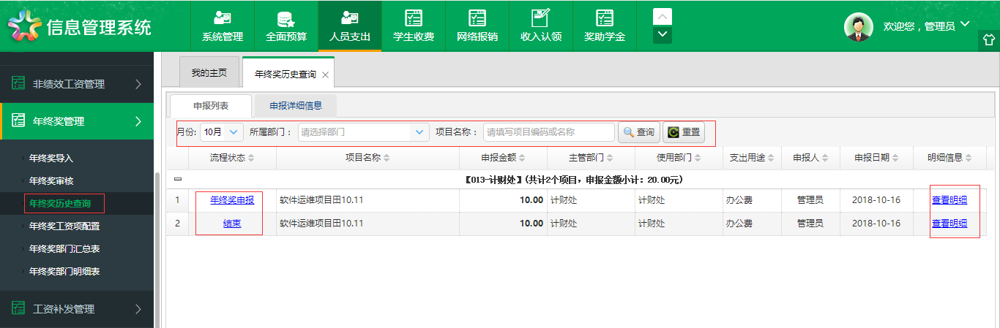 信息管理系统
系统管理 全面预算 人员支出 学生收费 网络报销 收入认领 奖助学金
欢迎您，管理员
非绩效工资管理
年终奖管理
年终奖导入
年终奖审核
年终奖历史查询
年终奖工资项配置
年终奖部门汇总表
年终奖部门明细表
工资补发管理
我的主页 年终奖历史查询
申报列表 申报详细信息
月份: 10月 所属部门： 请选择部门 项目名称： 请填写项目编码或名称 查询 重置
流程状态 项目名称 申报金额 主管部门 使用部门 支出用途 申报人 申报日期 明细信息
【013-计财处】(共计2个项目，申报金额小计：20.00元)
1 年终奖申报 软件运维项目田10.11 10.00 计财处 计财处 办公费 管理员 2018-10-16 查看明细
2 结束 软件运维项目田10.11 10.00 计财处 计财处 办公费 管理员 2018-10-16 查看明细